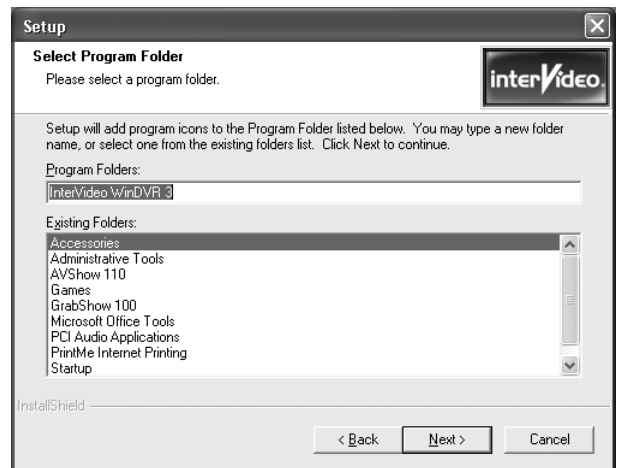 Setup
Select Program Folder
Please select a program folder.
interVideo.
Setup will add program icons to the Program Folder listed below. You may type a new folder
name, or select one from the existing folders list. Click Next to continue.
Program Folders:
InterVideo WinDVR 3
Existing Folders:
Accessories
Administrative Tools
AVShow 110
Games
GrabShow 100
Microsoft Office Tools
PCI Audio Applications
PrintMe Internet Printing
Startup
InstallShield
< Back Next > Cancel